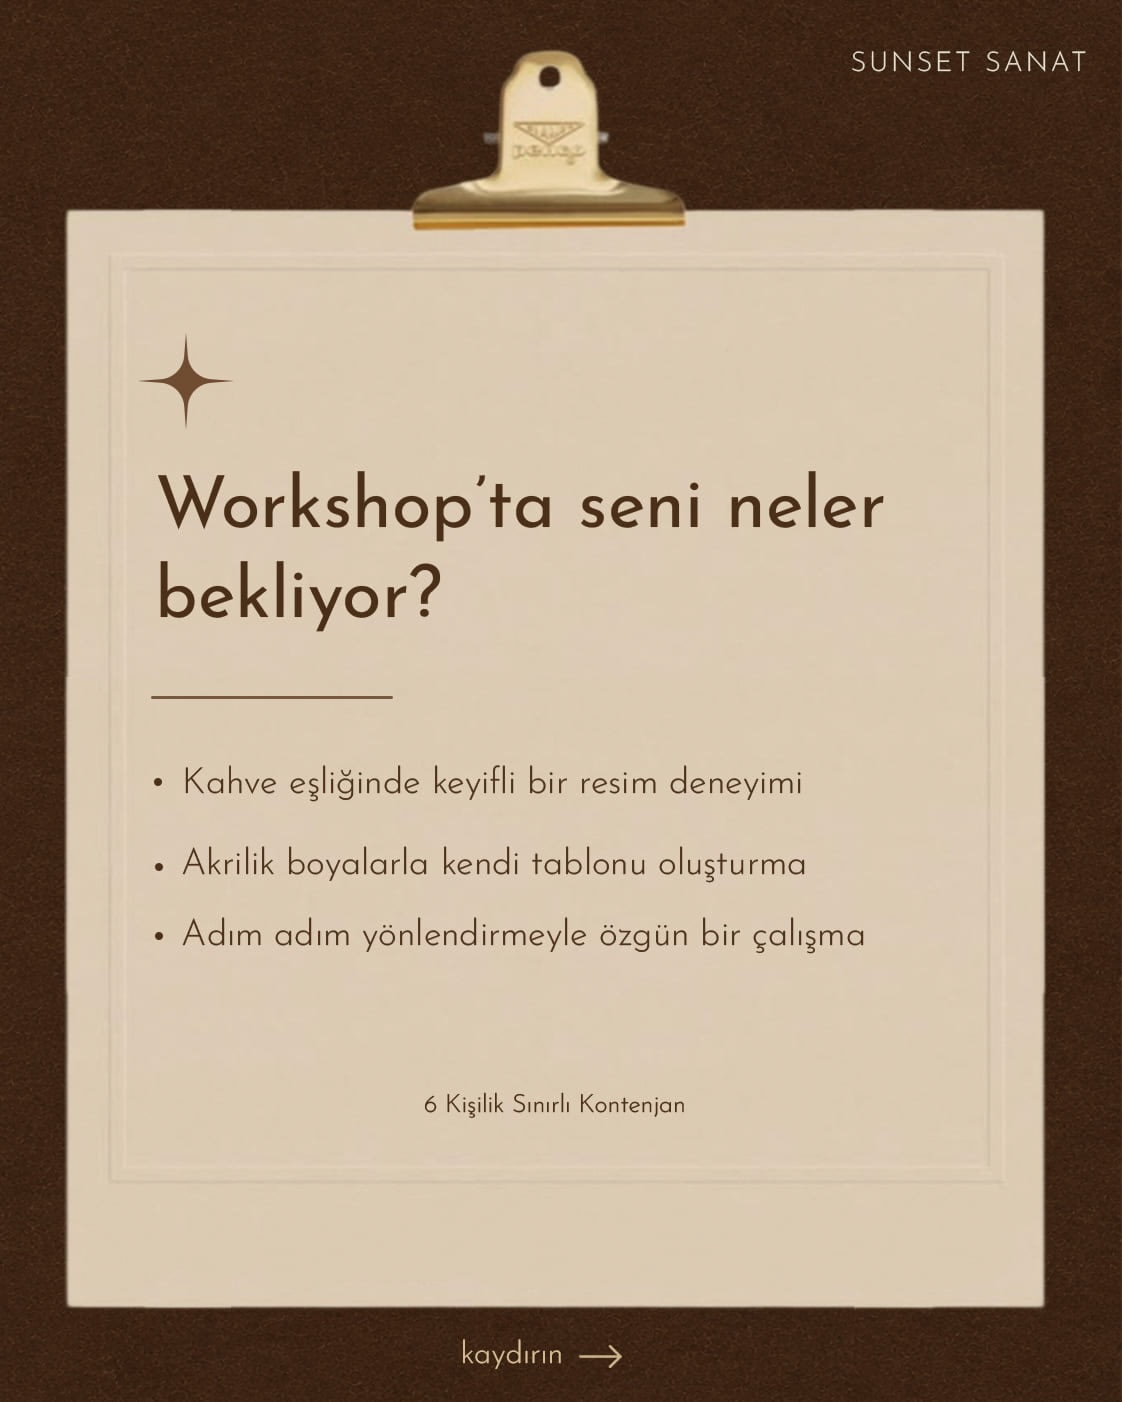 SUNSET SANAT
Workshop'ta seni neler
bekliyor?
• Kahve eşliğinde keyifli bir resim deneyimi
• Akrilik boyalarla kendi tablonu oluşturma
• Adım adım yönlendirmeyle özgün bir çalışma
6 Kişilik Sınırlı Kontenjan
kaydırın →